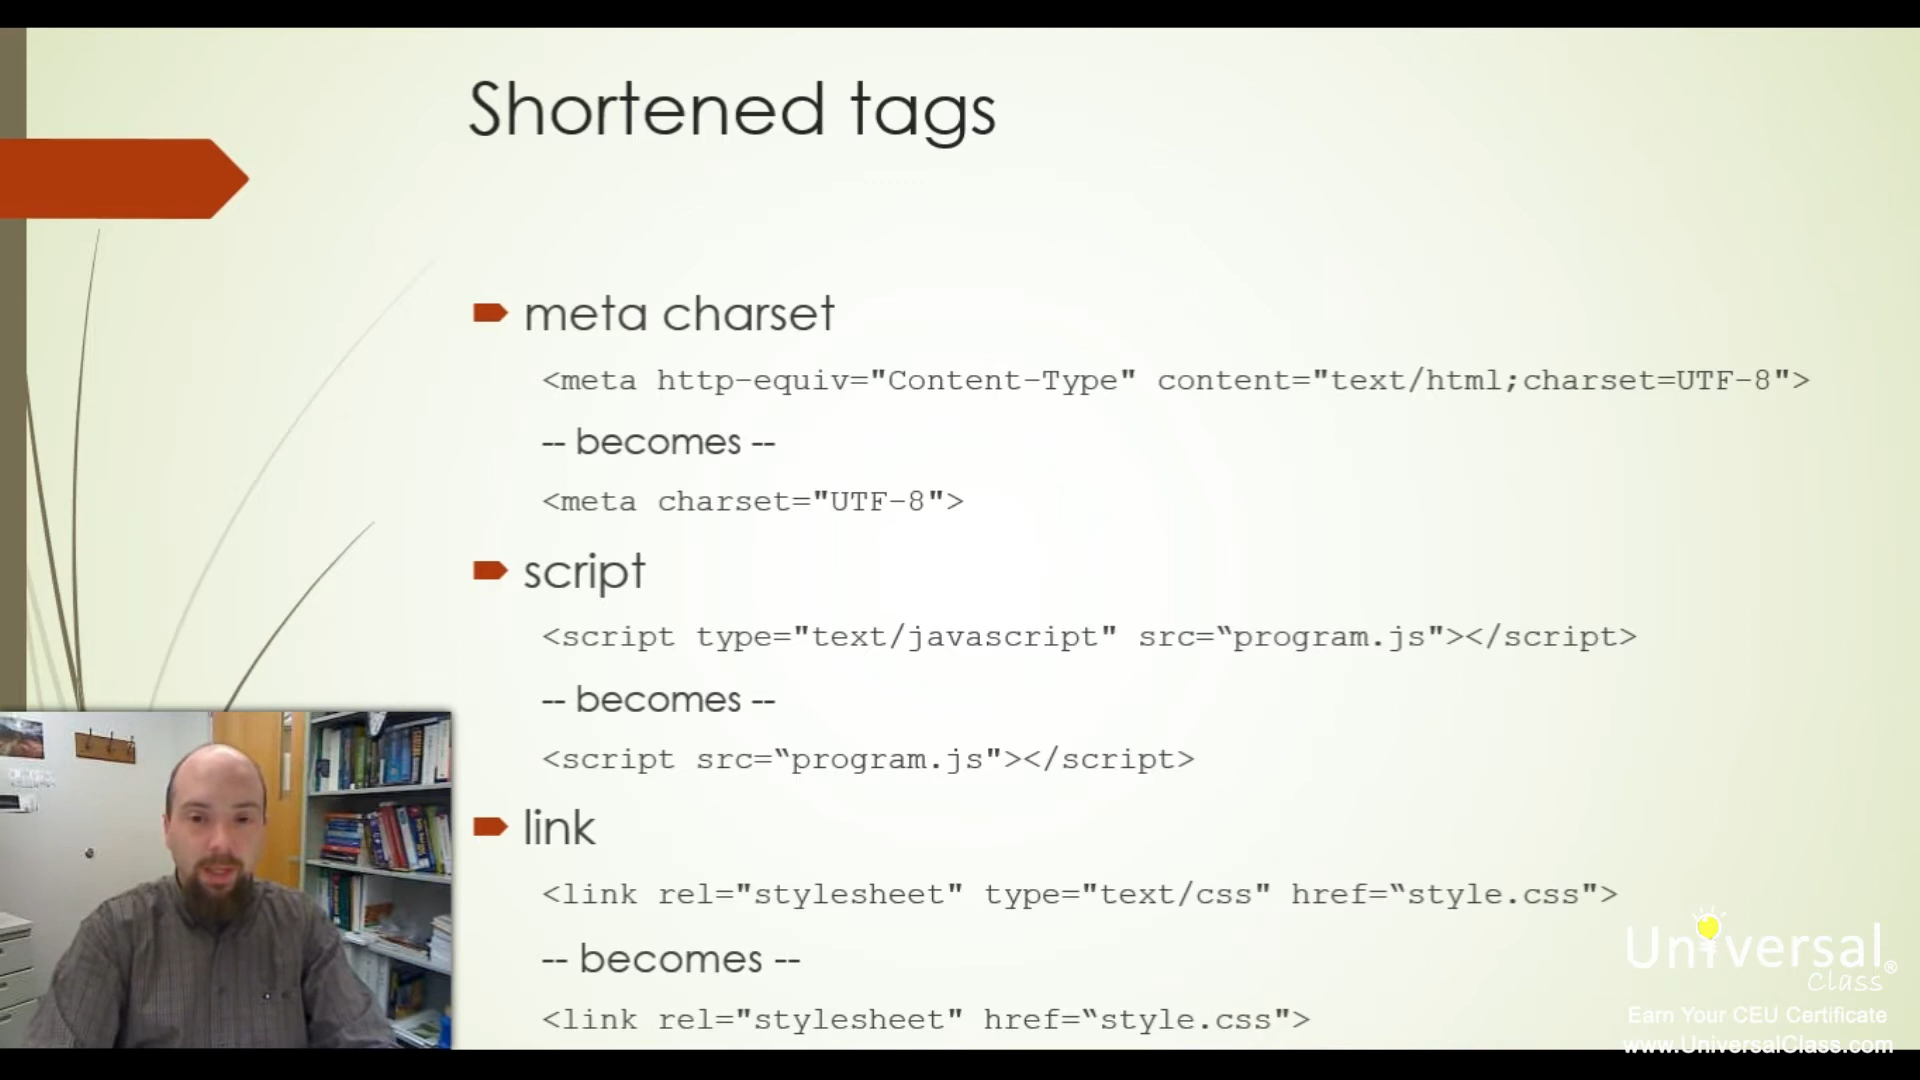 Shortened tags
meta charset
<meta http-equiv="Content-Type" content="text/html;charset=UTF-8">
-- becomes --
<meta charset="UTF-8">
script
<script type="text/javascript" src=“program.js"></script>
-- becomes --
<script src=“program.js"></script>
link
<link rel="stylesheet" type="text/css" href=“style.css">
-- becomes --
<link rel="stylesheet" href=“style.css">
Universal®
Class
Earn Your CEU Certificate
www.UniversalClass.com